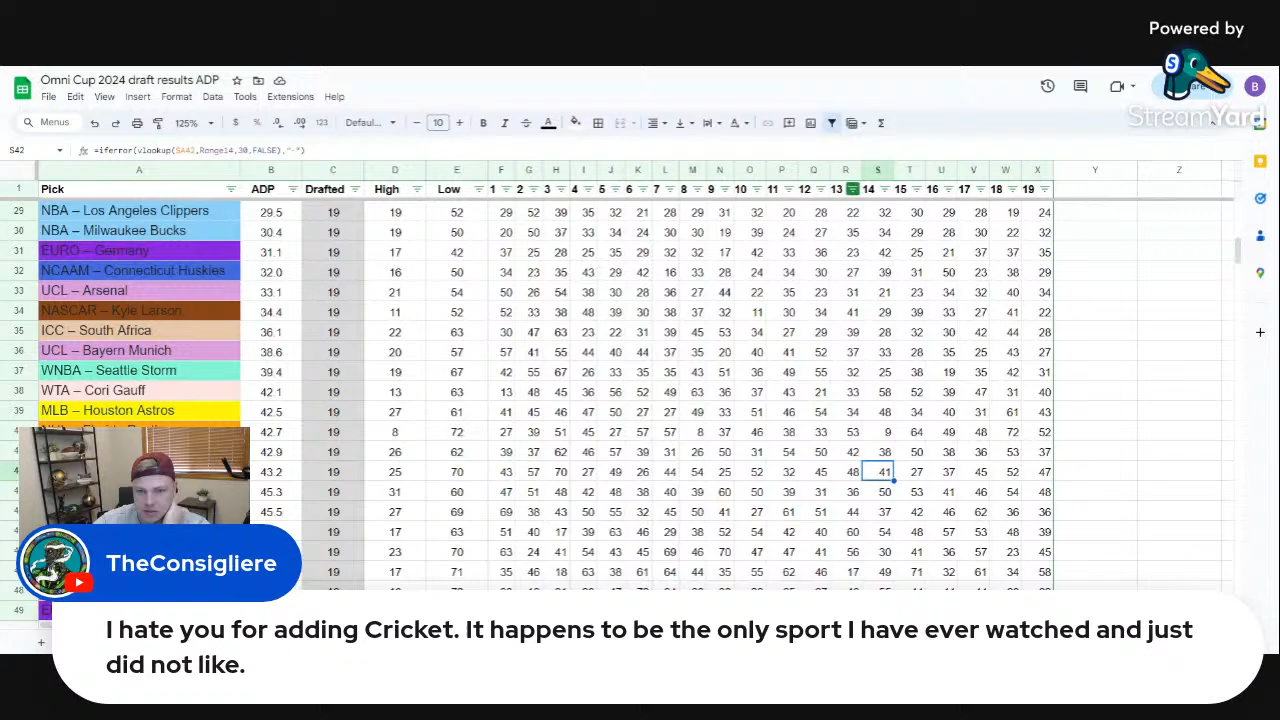 Powered by
StreamYard
Omni Cup 2024 draft results ADP
File Edit View Insert Format Data Tools Extensions Help
Menus 125% $ % .0 .00 123 Defaul... 10 B I A Σ B
S42 fx =iferror(vlookup($A42,Range14,30,FALSE),"-")
A B C D E F G H I J K L M N O P Q R S T U V W X Y Z
1 Pick ADP Drafted High Low 1 2 3 4 5 6 7 8 9 10 11 12 13 14 15 16 17 18 19
29 NBA – Los Angeles Clippers 29.5 19 19 52 29 52 39 35 32 21 28 29 31 32 20 28 22 32 30 29 28 19 24
30 NBA – Milwaukee Bucks 30.4 19 19 50 20 50 37 33 34 24 30 30 19 39 24 27 35 34 29 28 30 22 32
31 EURO – Germany 31.1 19 17 42 37 25 28 25 35 29 32 32 17 42 33 36 23 42 25 21 37 37 35
32 NCAAM – Connecticut Huskies 32.0 19 16 50 34 23 35 43 29 42 16 33 28 24 34 30 27 39 31 50 23 38 29
33 UCL – Arsenal 33.1 19 21 54 50 26 54 38 30 28 36 27 44 22 35 23 31 21 23 34 32 40 34
34 NASCAR – Kyle Larson 34.4 19 11 52 52 33 38 48 39 30 38 37 32 11 30 34 41 29 39 33 27 41 22
35 ICC – South Africa 36.1 19 22 63 30 47 63 23 22 31 39 45 53 34 27 29 39 28 32 30 42 44 28
36 UCL – Bayern Munich 38.6 19 20 57 57 41 55 44 40 44 37 35 20 40 41 52 37 33 28 35 25 43 27
37 WNBA – Seattle Storm 39.4 19 19 67 42 55 67 26 33 35 35 43 51 36 49 55 32 25 38 19 35 42 31
38 WTA – Cori Gauff 42.1 19 13 63 13 48 45 36 56 52 49 63 36 37 43 21 33 58 52 39 47 31 40
39 MLB – Houston Astros 42.5 19 27 61 41 45 46 47 50 27 27 49 33 51 46 54 34 48 34 40 31 61 43
42.7 19 8 72 27 39 51 45 27 57 57 8 37 46 38 33 53 9 64 49 48 72 52
42.9 19 26 62 37 39 62 46 57 39 31 26 50 31 54 50 42 38 50 38 36 53 37
43.2 19 25 70 43 57 70 27 49 26 44 54 25 55 32 45 48 41 27 37 45 52 47
45.3 19 31 60 47 51 48 42 48 38 40 39 60 50 39 31 36 50 53 41 46 54 48
45.5 19 27 69 69 38 43 50 55 32 45 50 41 27 61 51 44 37 42 46 62 36 46
19 17 63 51 40 17 39 63 46 29 38 52 54 42 40 60 54 48 57 53 48 39
19 23 70 63 24 41 54 43 45 69 46 70 47 47 41 56 30 41 36 57 23 45
19 17 71 35 46 18 63 38 61 64 44 35 55 62 46 17 49 71 32 61 34 58
49
TheConsigliere
I hate you for adding Cricket. It happens to be the only sport I have ever watched and just
did not like.